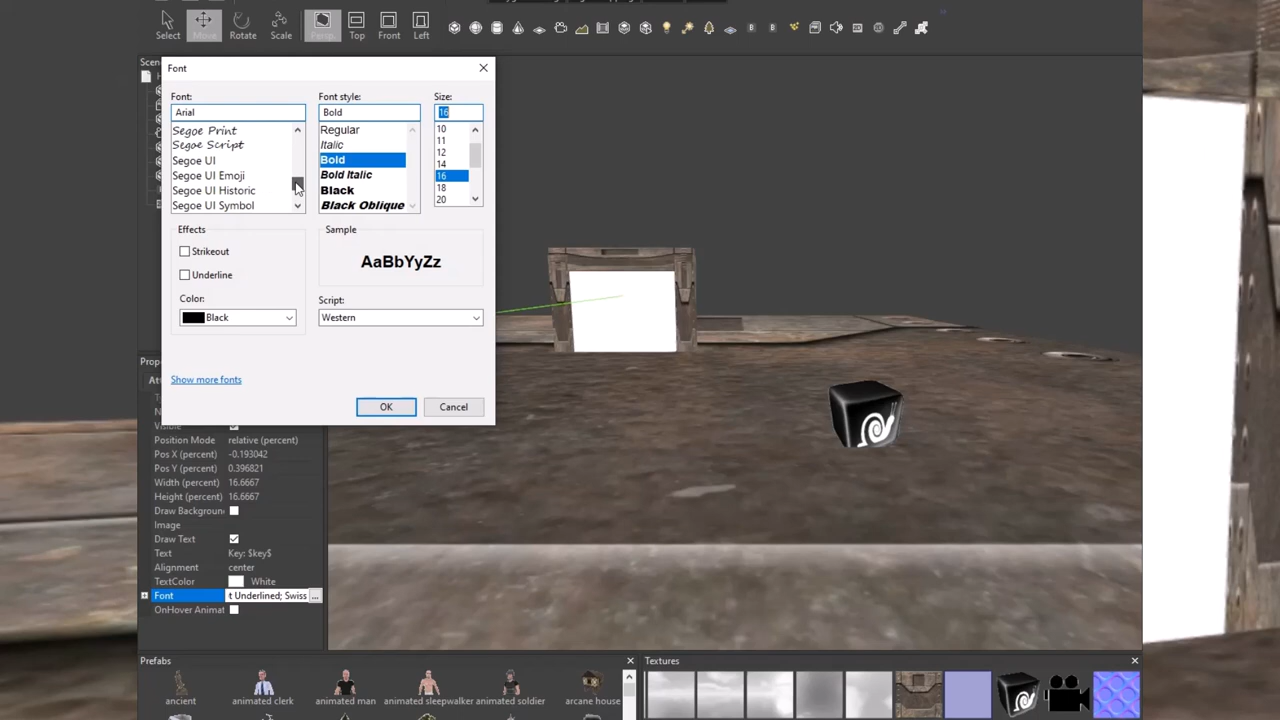 Select
Move
Rotate
Scale
Persp.
Top
Front
Left
Font
Font:
Font style:
Size:
Arial
Bold
16
Segoe Print
Segoe Script
Segoe UI
Segoe UI Emoji
Segoe UI Historic
Segoe UI Symbol
Regular
Italic
Bold
Bold Italic
Black
Black Oblique
10
11
12
14
16
18
20
Effects
Strikeout
Underline
Color:
Black
Sample
AaBbYyZz
Script:
Western
Show more fonts
OK
Cancel
Scen
Prop
Visible
Position Mode relative (percent)
Pos X (percent) -0.193042
Pos Y (percent) 0.396821
Width (percent) 16.6667
Height (percent) 16.6667
Draw Backgroun
Image
Draw Text
Text Key: $key$
Alignment center
TextColor White
Font t Underlined; Swiss ...
OnHover Animat
Prefabs
ancient
animated clerk
animated man
animated sleepwalker
animated soldier
arcane house
Textures